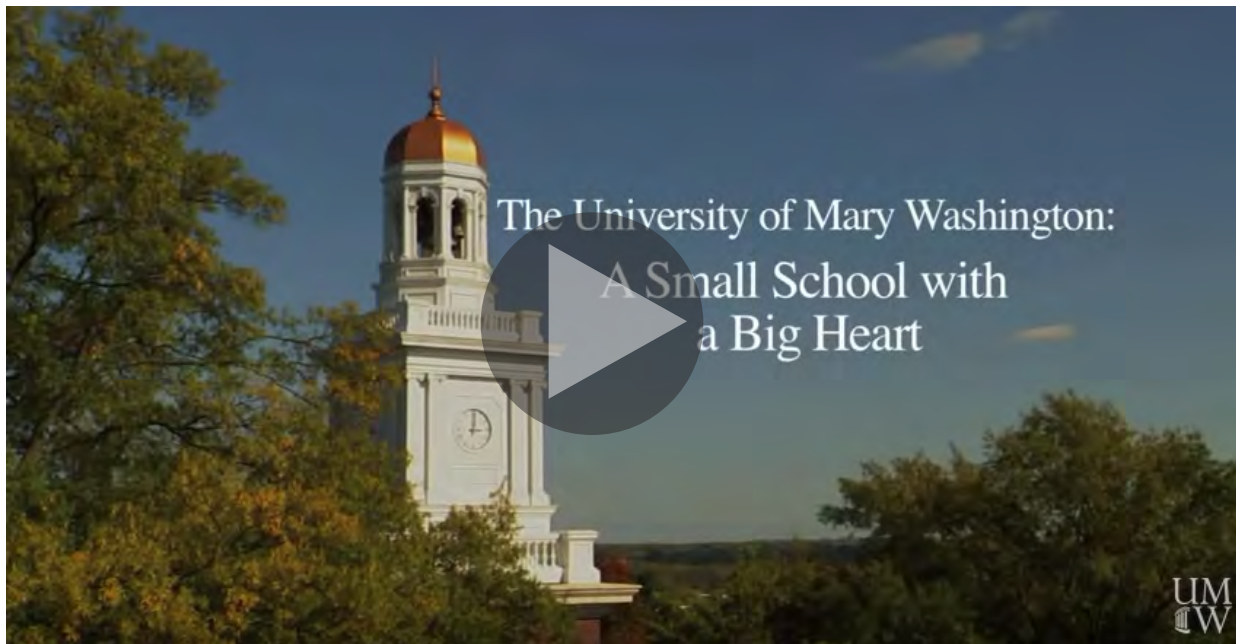 The University of Mary Washington:
A Small School with
a Big Heart
UM
W